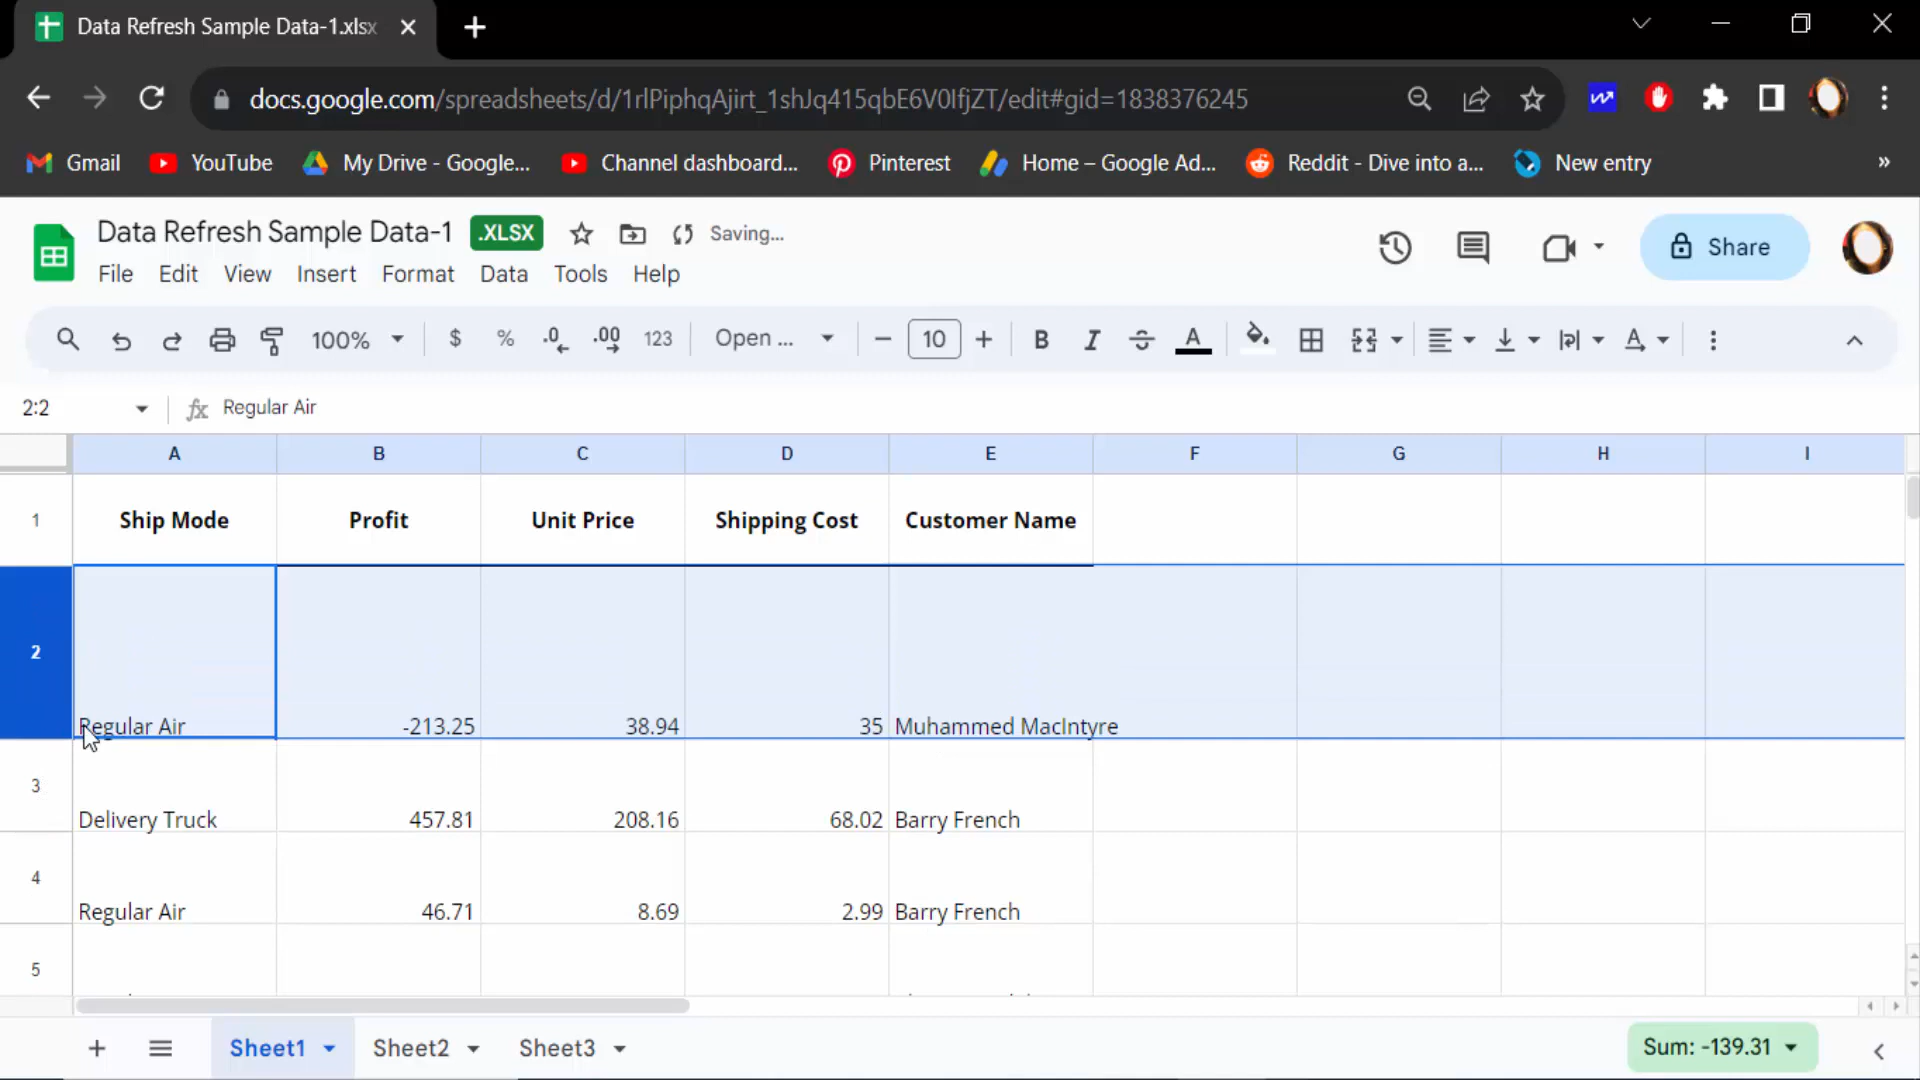 Data Refresh Sample Data-1.xlsx
docs.google.com/spreadsheets/d/1rlPiphqAjirt_1shJq415qbE6V0IfjZT/edit#gid=1838376245
Gmail YouTube My Drive - Google... Channel dashboard... Pinterest Home – Google Ad... Reddit - Dive into a... New entry »
Data Refresh Sample Data-1 .XLSX Saving...
Share
File Edit View Insert Format Data Tools Help
100% $ % .0 .00 123 Open ... 10 B I A A
2:2 fx Regular Air
A B C D E F G H I
1 Ship Mode Profit Unit Price Shipping Cost Customer Name
2 Regular Air -213.25 38.94 35 Muhammed MacIntyre
3 Delivery Truck 457.81 208.16 68.02 Barry French
4 Regular Air 46.71 8.69 2.99 Barry French
5
Sheet1 Sheet2 Sheet3 Sum: -139.31